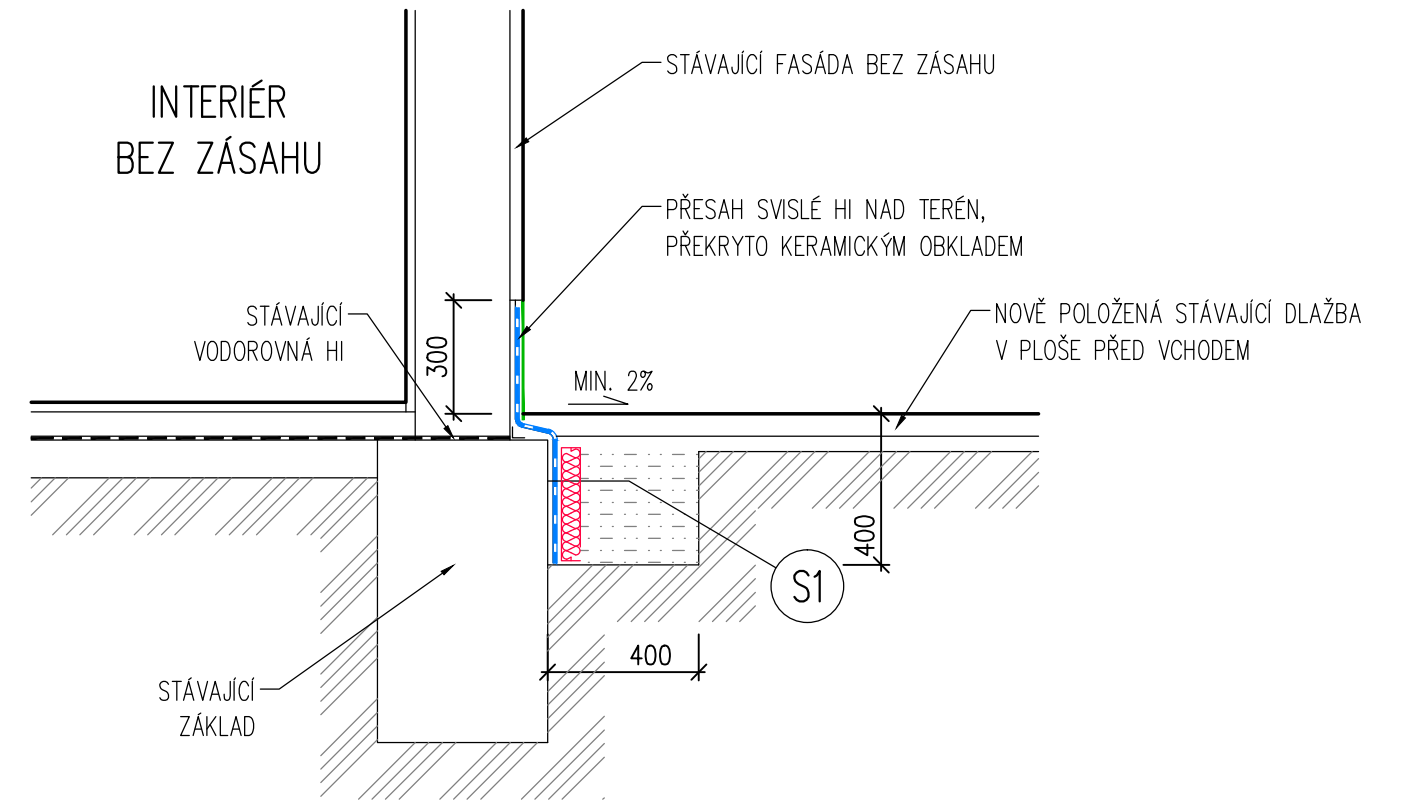 STÁVAJÍCÍ FASÁDA BEZ ZÁSAHU
INTERIÉR
BEZ ZÁSAHU
PŘESAH SVISLÉ HI NAD TERÉN,
PŘEKRYTO KERAMICKÝM OBKLADEM
STÁVAJÍCÍ
VODOROVNÁ HI
300
NOVĚ POLOŽENÁ STÁVAJÍCÍ DLAŽBA
V PLOŠE PŘED VCHODEM
MIN. 2%
400
S1
400
STÁVAJÍCÍ
ZÁKLAD